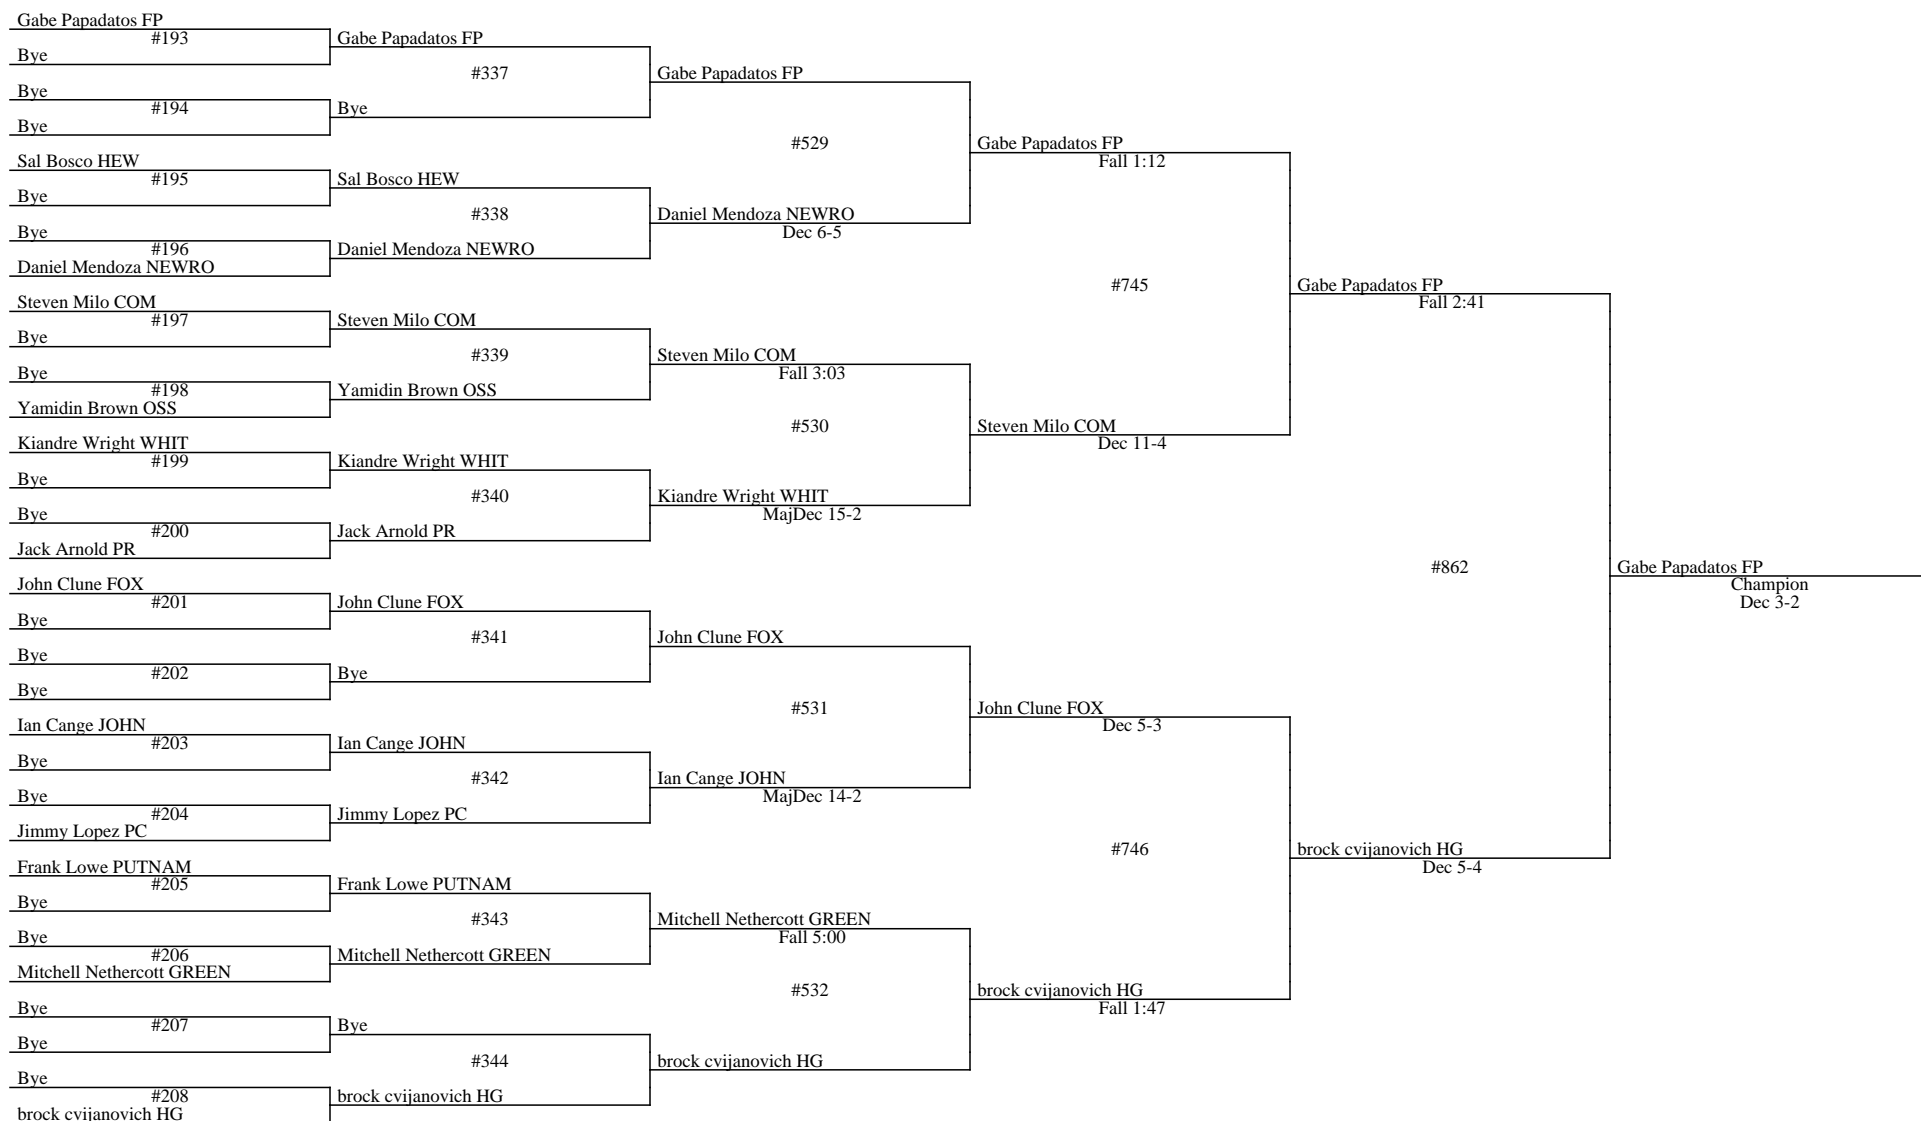 Gabe Papadatos FP
#193
Bye
Gabe Papadatos FP
#337
Bye
#194
Bye
Bye
Gabe Papadatos FP
#529
Sal Bosco HEW
#195
Bye
Sal Bosco HEW
#338
Bye
#196
Daniel Mendoza NEWRO
Daniel Mendoza NEWRO
Daniel Mendoza NEWRO
Dec 6-5
Gabe Papadatos FP
Fall 1:12
#745
Steven Milo COM
#197
Bye
Steven Milo COM
#339
Bye
#198
Yamidin Brown OSS
Yamidin Brown OSS
Steven Milo COM
Fall 3:03
#530
Kiandre Wright WHIT
#199
Bye
Kiandre Wright WHIT
#340
Bye
#200
Jack Arnold PR
Jack Arnold PR
Kiandre Wright WHIT
MajDec 15-2
Steven Milo COM
Dec 11-4
Gabe Papadatos FP
Fall 2:41
#862
John Clune FOX
#201
Bye
John Clune FOX
#341
Bye
#202
Bye
Bye
John Clune FOX
#531
Ian Cange JOHN
#203
Bye
Ian Cange JOHN
#342
Bye
#204
Jimmy Lopez PC
Jimmy Lopez PC
Ian Cange JOHN
MajDec 14-2
John Clune FOX
Dec 5-3
#746
Frank Lowe PUTNAM
#205
Bye
Frank Lowe PUTNAM
#343
Bye
#206
Mitchell Nethercott GREEN
Mitchell Nethercott GREEN
Mitchell Nethercott GREEN
Fall 5:00
#532
Bye
#207
Bye
Bye
#344
Bye
#208
brock cvijanovich HG
brock cvijanovich HG
brock cvijanovich HG
brock cvijanovich HG
Fall 1:47
brock cvijanovich HG
Dec 5-4
Gabe Papadatos FP
Champion
Dec 3-2